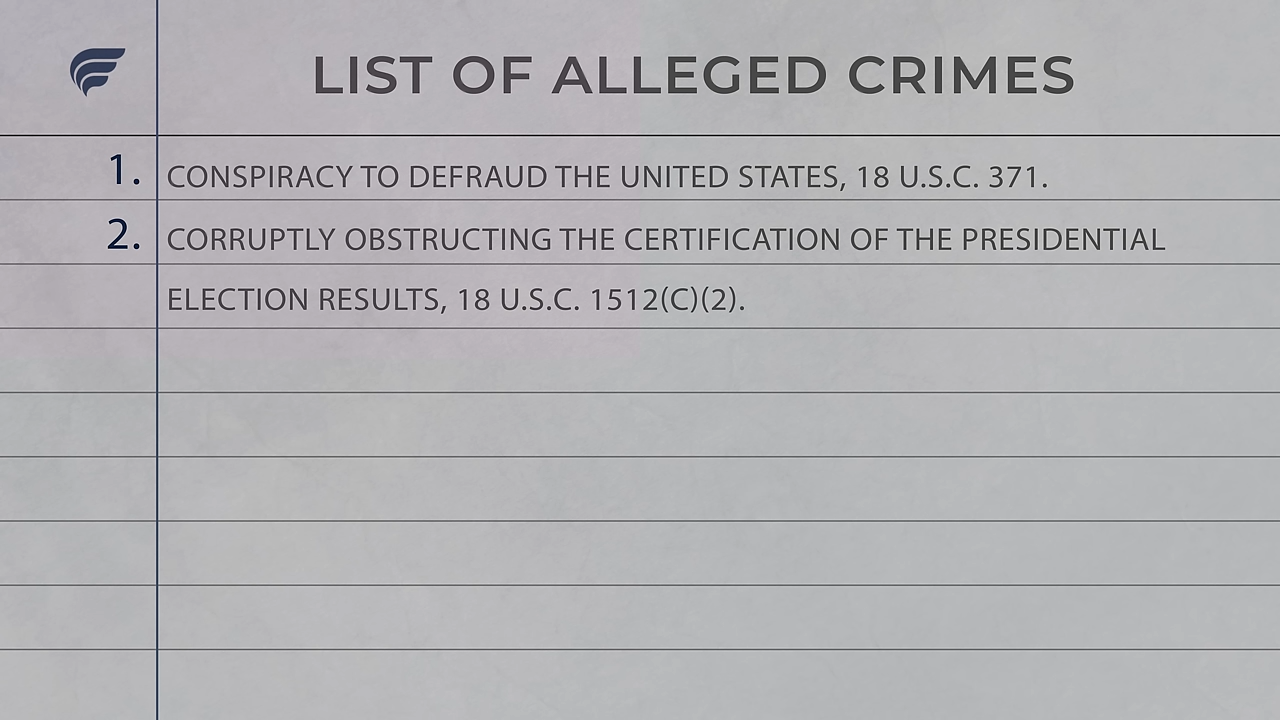 LIST OF ALLEGED CRIMES
1. CONSPIRACY TO DEFRAUD THE UNITED STATES, 18 U.S.C. 371.
2. CORRUPTLY OBSTRUCTING THE CERTIFICATION OF THE PRESIDENTIAL
ELECTION RESULTS, 18 U.S.C. 1512(C)(2).